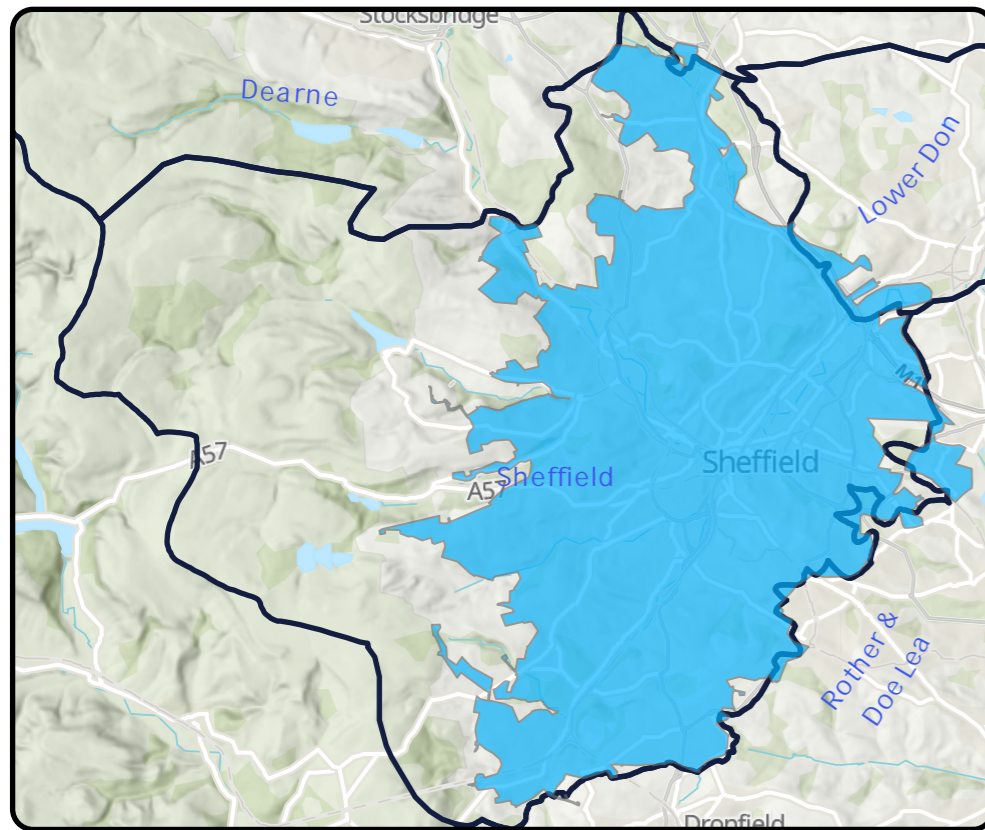 Stocksbridge
Dearne
Lower Don
M1
A57
Sheffield
Sheffield
A57
Rother &
Doe Lea
Dronfield